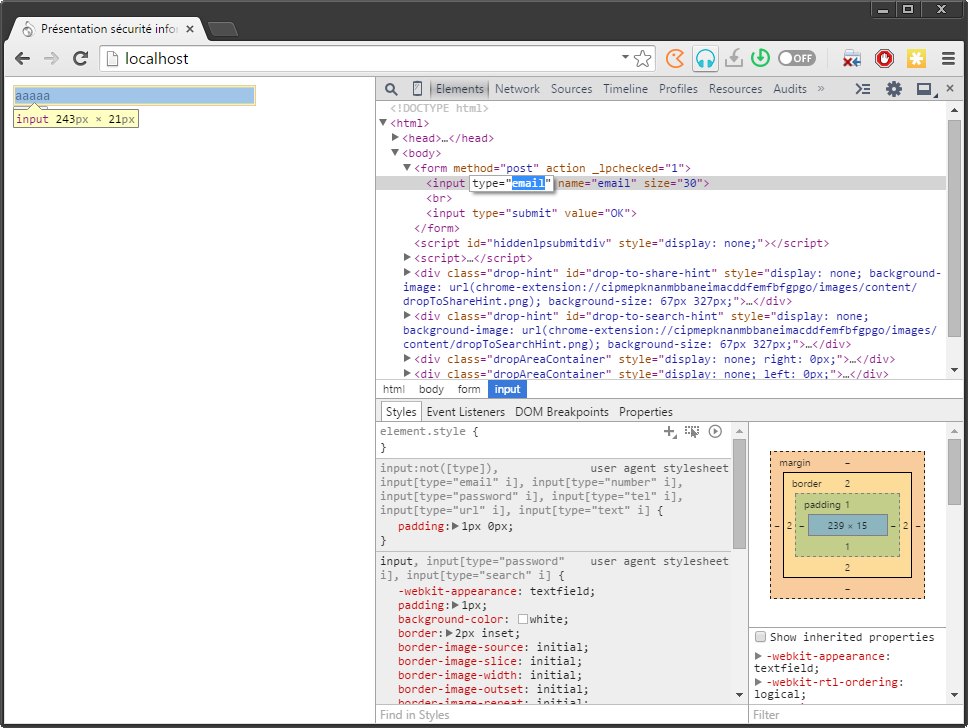 Présentation sécurité infor
localhost
OFF
aaaaa
input 243px × 21px
Elements Network Sources Timeline Profiles Resources Audits »
<!DOCTYPE html>
<html>
<head>…</head>
<body>
<form method="post" action _lpchecked="1">
<input type="email" name="email" size="30">
<br>
<input type="submit" value="OK">
</form>
<script id="hiddenlpsubmitdiv" style="display: none;"></script>
<script>…</script>
<div class="drop-hint" id="drop-to-share-hint" style="display: none; background-
image: url(chrome-extension://cipmepknanmbbaneimacddfemfbfgpgo/images/content/
dropToShareHint.png); background-size: 67px 327px;">…</div>
<div class="drop-hint" id="drop-to-search-hint" style="display: none;
background-image: url(chrome-extension://cipmepknanmbbaneimacddfemfbfgpgo/images/
content/dropToSearchHint.png); background-size: 67px 327px;">…</div>
<div class="dropAreaContainer" style="display: none; right: 0px;">…</div>
<div class="dropAreaContainer" style="display: none; left: 0px;">…</div>
html body form input
Styles Event Listeners DOM Breakpoints Properties
element.style {
}
input:not([type]), user agent stylesheet
input[type="email" i], input[type="number" i],
input[type="password" i], input[type="tel" i],
input[type="url" i], input[type="text" i] {
padding: 1px 0px;
}
input, input[type="password" user agent stylesheet
i], input[type="search" i] {
-webkit-appearance: textfield;
padding: 1px;
background-color: white;
border: 2px inset;
border-image-source: initial;
border-image-slice: initial;
border-image-width: initial;
border-image-outset: initial;
border-image-repeat: initial;
Find in Styles
margin –
border 2
padding 1
– 2 – 239 × 15 – 2 –
1
2
–
Show inherited properties
-webkit-appearance:
textfield;
-webkit-rtl-ordering:
logical;
Filter